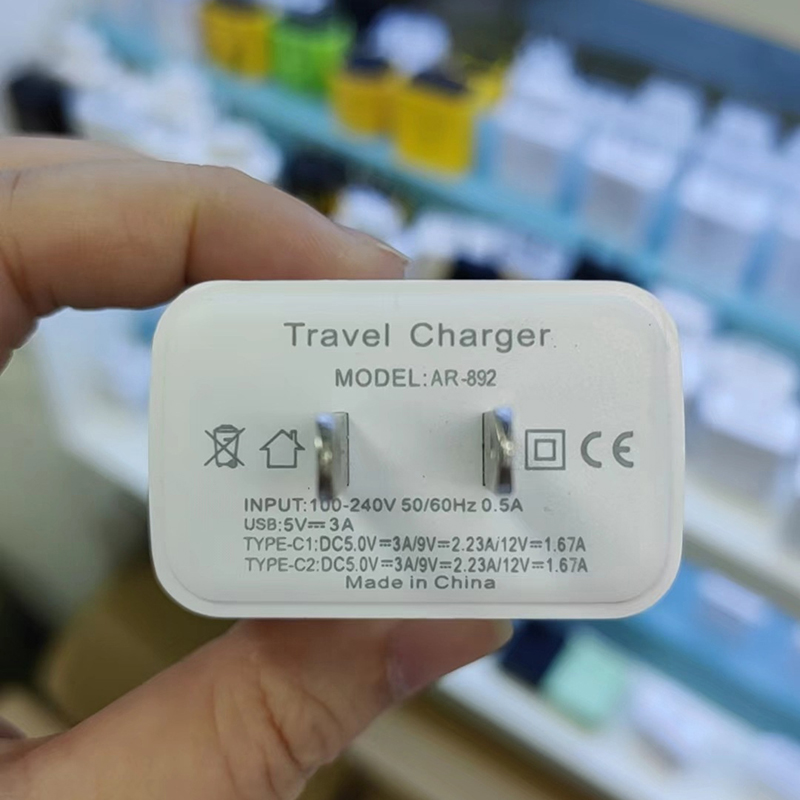 Travel Charger
MODEL:AR-892
CE
INPUT:100-240V 50/60Hz 0.5A
USB:5V⎓3A
TYPE-C1:DC5.0V⎓3A/9V⎓2.23A/12V⎓1.67A
TYPE-C2:DC5.0V⎓3A/9V⎓2.23A/12V⎓1.67A
Made in China